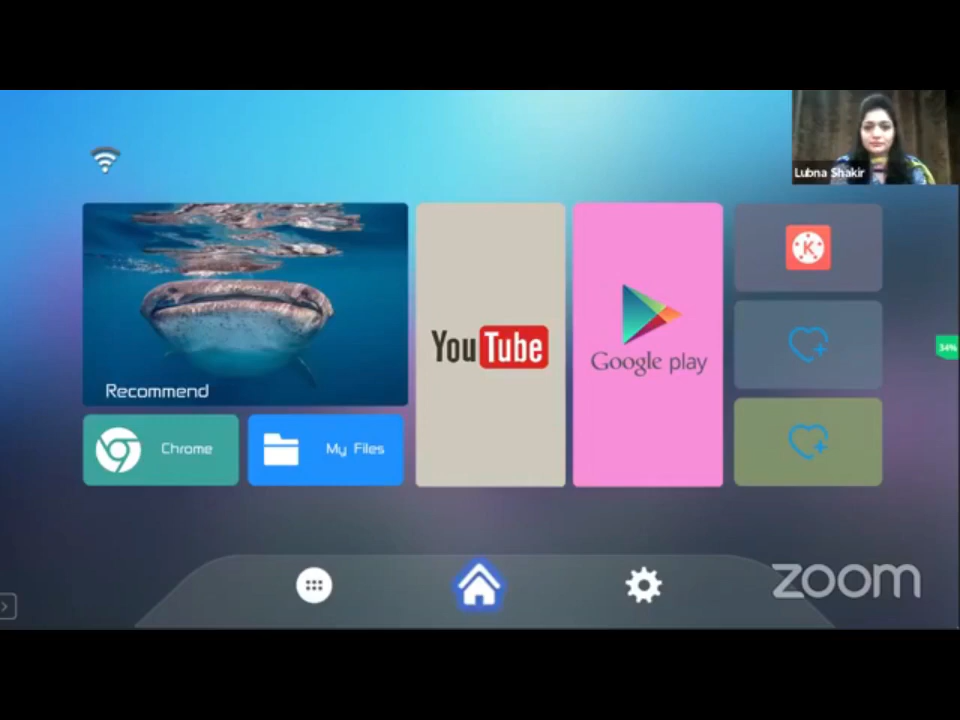 Lubna Shakir
Recommend
YouTube
Google play
K
34%
Chrome
My Files
zoom